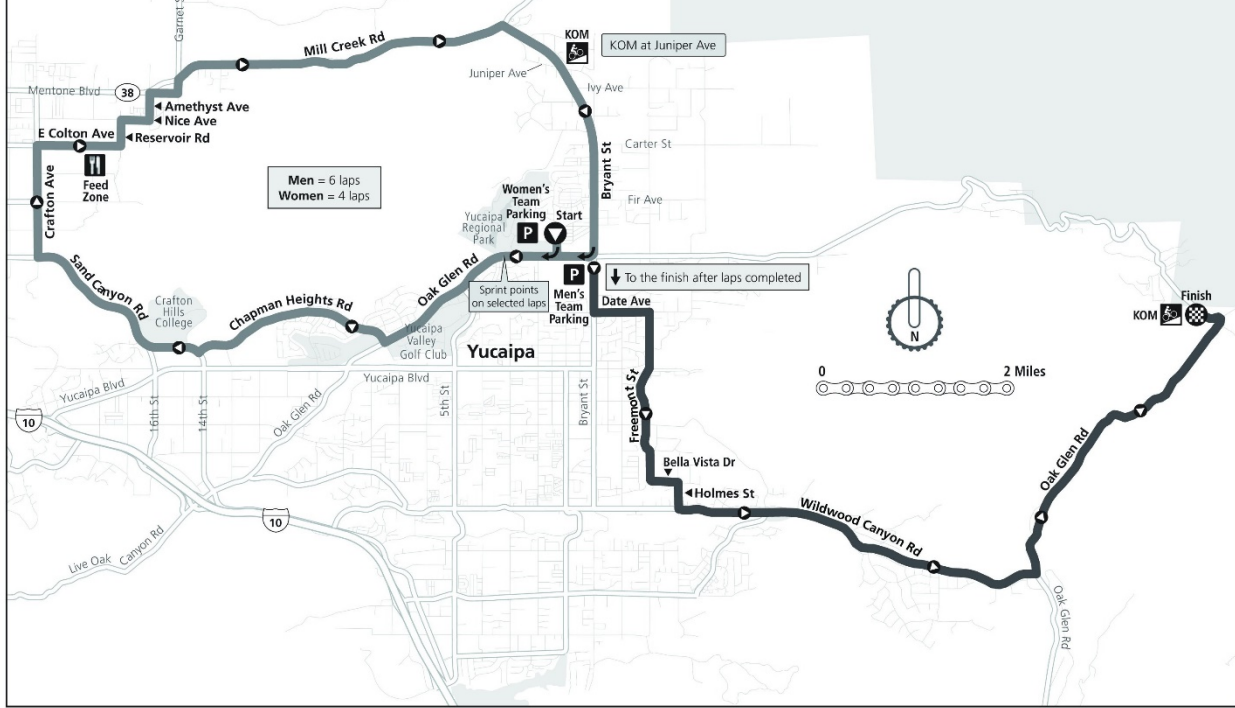 Garnet St
Mill Creek Rd
KOM
KOM at Juniper Ave
Juniper Ave
Ivy Ave
Mentone Blvd
38
Amethyst Ave
Nice Ave
Reservoir Rd
E Colton Ave
Feed
Zone
Crafton Ave
Men = 6 laps
Women = 4 laps
Carter St
Bryant St
Fir Ave
Women's
Team
Parking
P
Start
Yucaipa
Regional
Park
Sand Canyon Rd
Crafton
Hills
College
Chapman Heights Rd
Oak Glen Rd
Sprint points
on selected laps
P
Men's
Team
Parking
To the finish after laps completed
Date Ave
Yucaipa
Valley
Golf Club
Yucaipa
Yucaipa Blvd
Yucaipa Blvd
16th St
14th St
Oak Glen Rd
5th St
Bryant St
Freemont St
10
10
Live Oak
Canyon Rd
Bella Vista Dr
Holmes St
Wildwood Canyon Rd
Oak Glen Rd
Oak Glen Rd
N
0
2 Miles
KOM
Finish